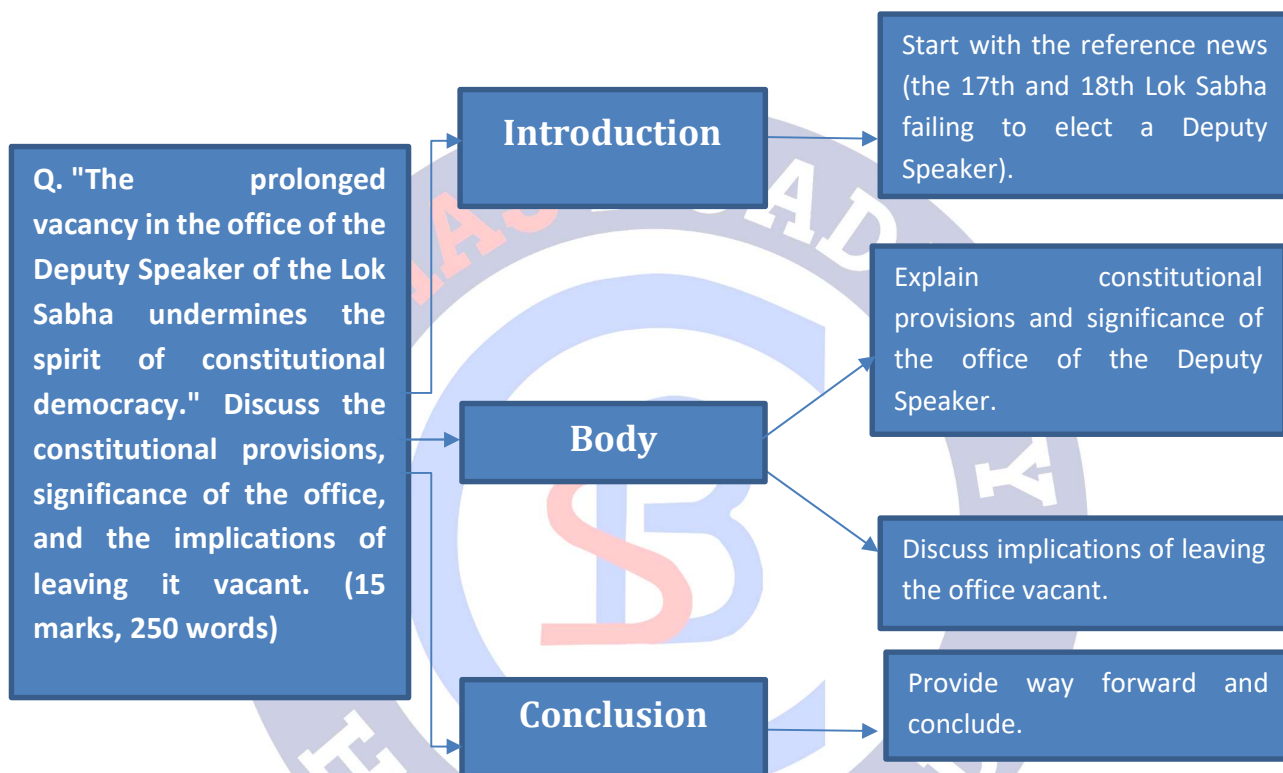 Q. "The prolonged
vacancy in the office of the
Deputy Speaker of the Lok
Sabha undermines the
spirit of constitutional
democracy." Discuss the
constitutional provisions,
significance of the office,
and the implications of
leaving it vacant. (15
marks, 250 words)
Introduction
Start with the reference news
(the 17th and 18th Lok Sabha
failing to elect a Deputy
Speaker).
Body
Explain constitutional
provisions and significance of
the office of the Deputy
Speaker.
Discuss implications of leaving
the office vacant.
Conclusion
Provide way forward and
conclude.